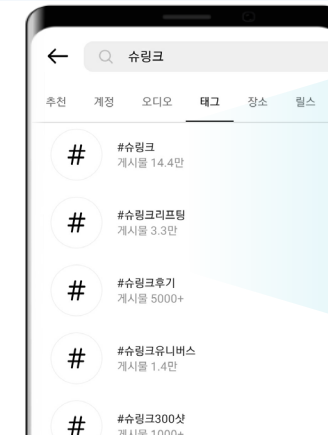 슈링크
추천 계정 오디오 태그 장소 릴스
#슈링크
게시물 14.4만
#슈링크리프팅
게시물 3.3만
#슈링크후기
게시물 5000+
#슈링크유니버스
게시물 1.4만
#슈링크300샷
게시물 1000+